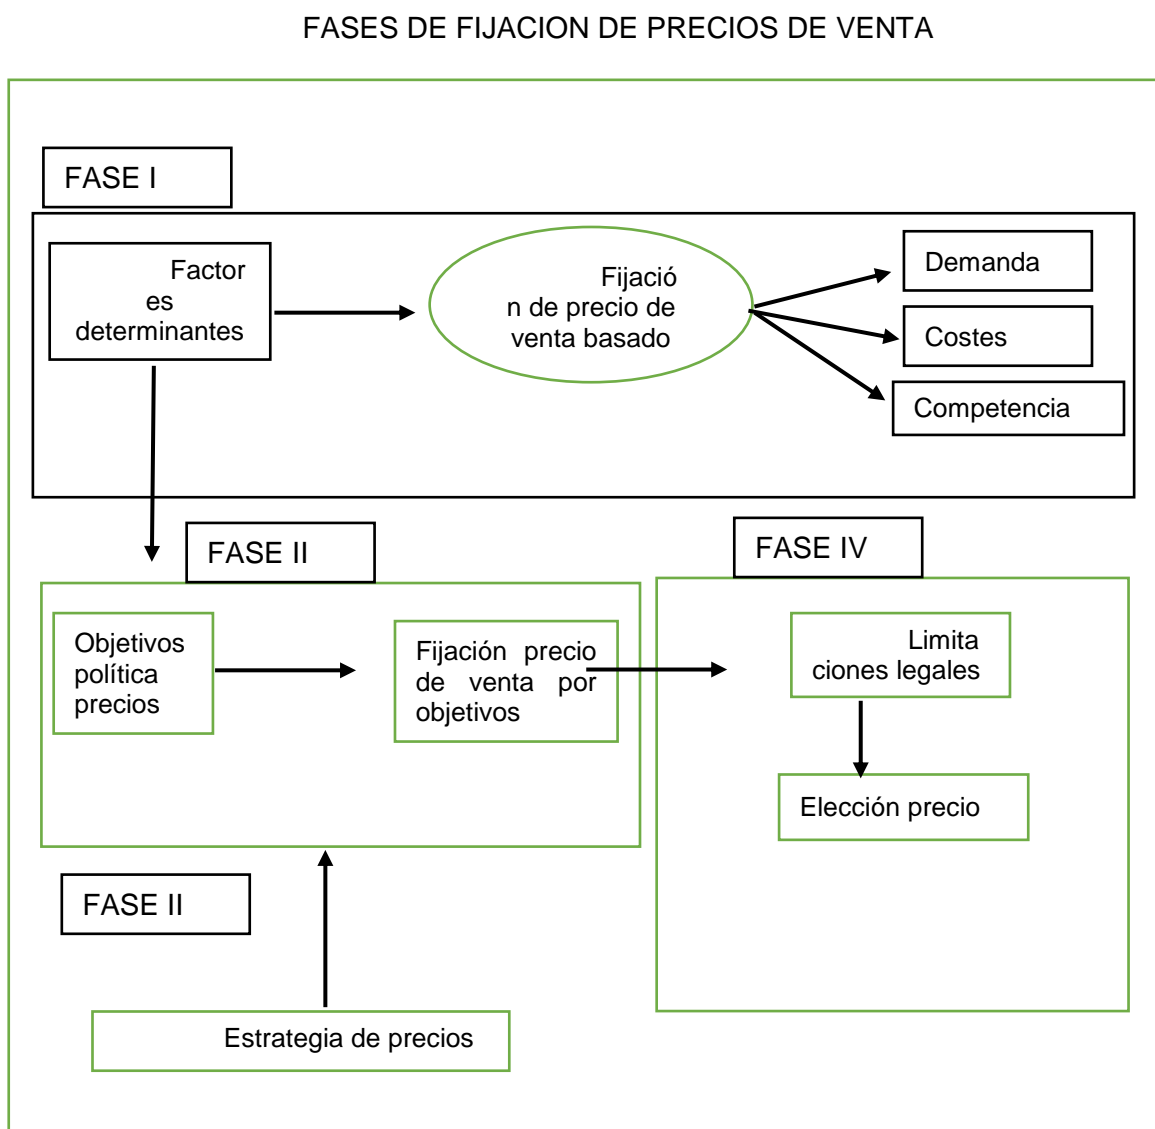 FASES DE FIJACION DE PRECIOS DE VENTA
FASE I
Factor
es
determinantes
Fijació
n de precio de
venta basado
Demanda
Costes
Competencia
FASE II
FASE IV
Objetivos
política
precios
Fijación precio
de venta por
objetivos
Limita
ciones legales
Elección precio
FASE II
Estrategia de precios